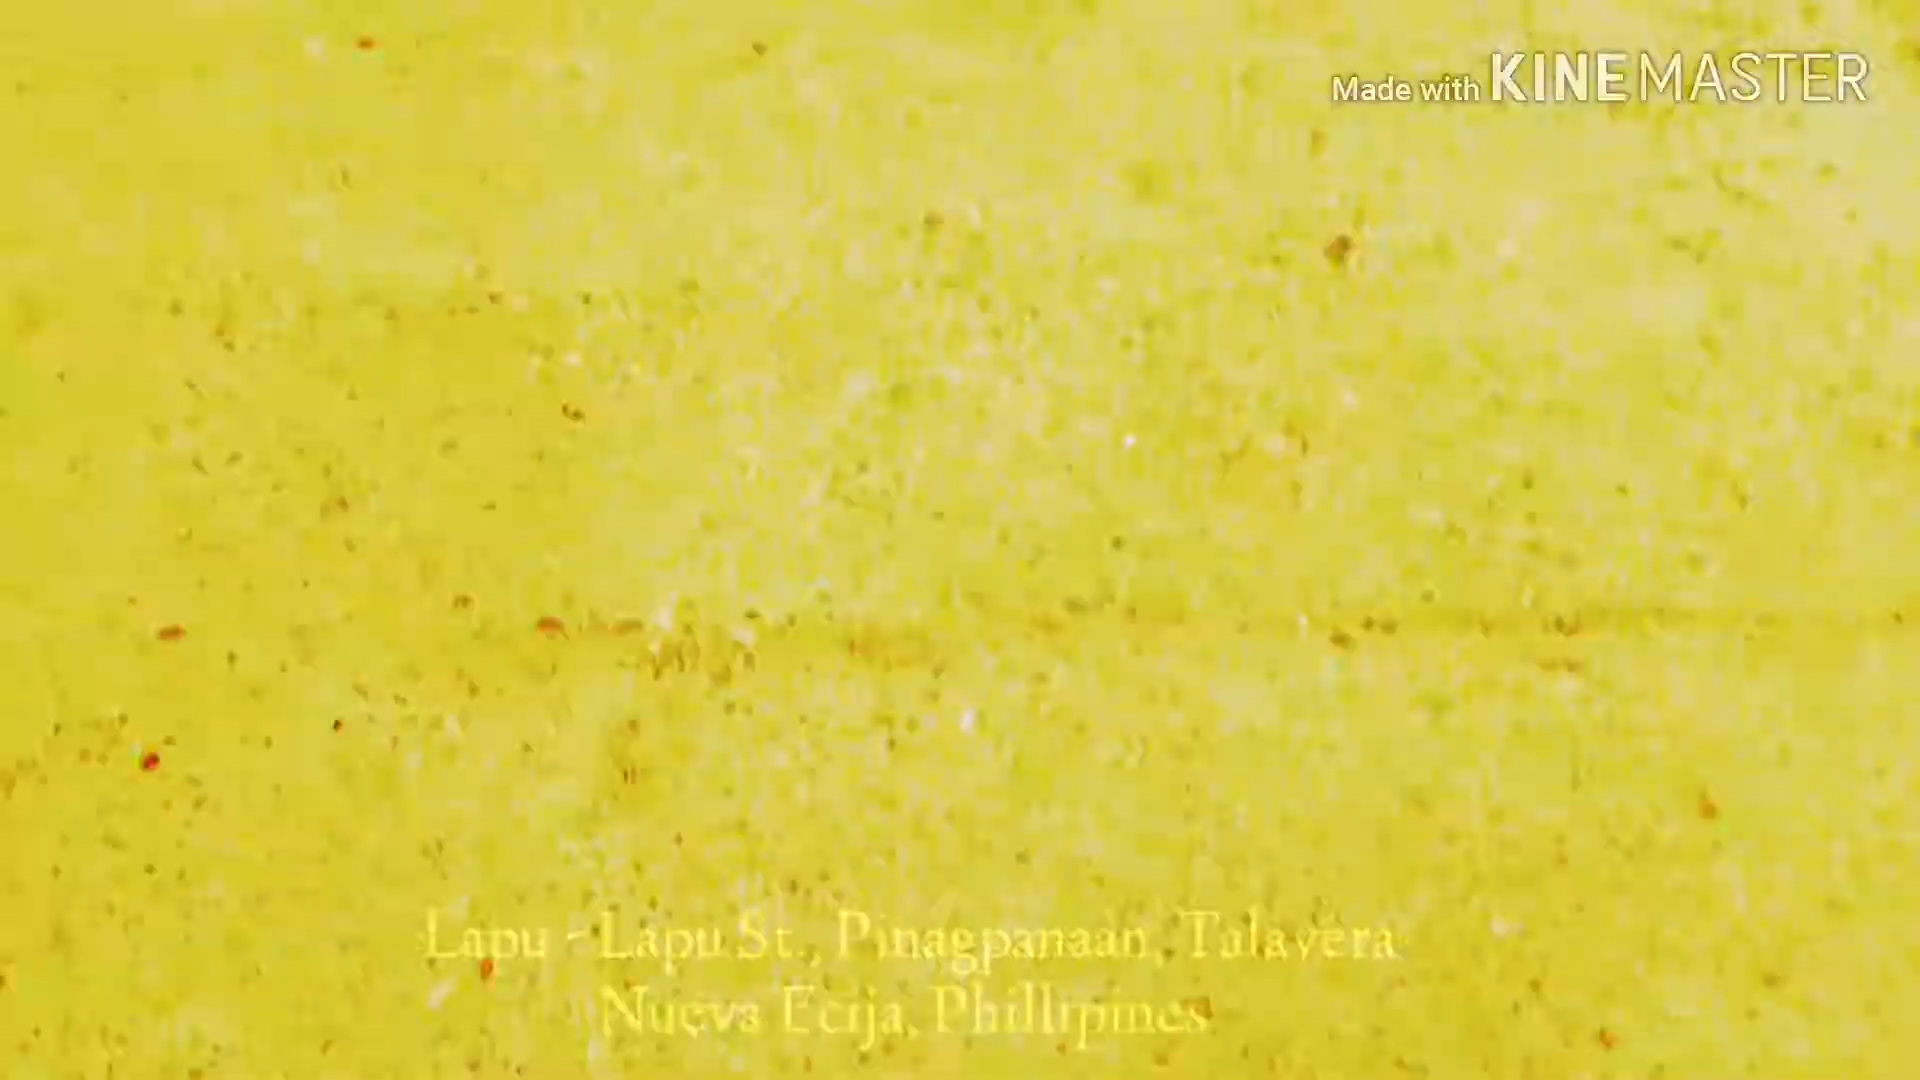 Made with KINEMASTER
Lapu - Lapu St., Pinagpanaan, Talavera
Nueva Ecija, Phillipines